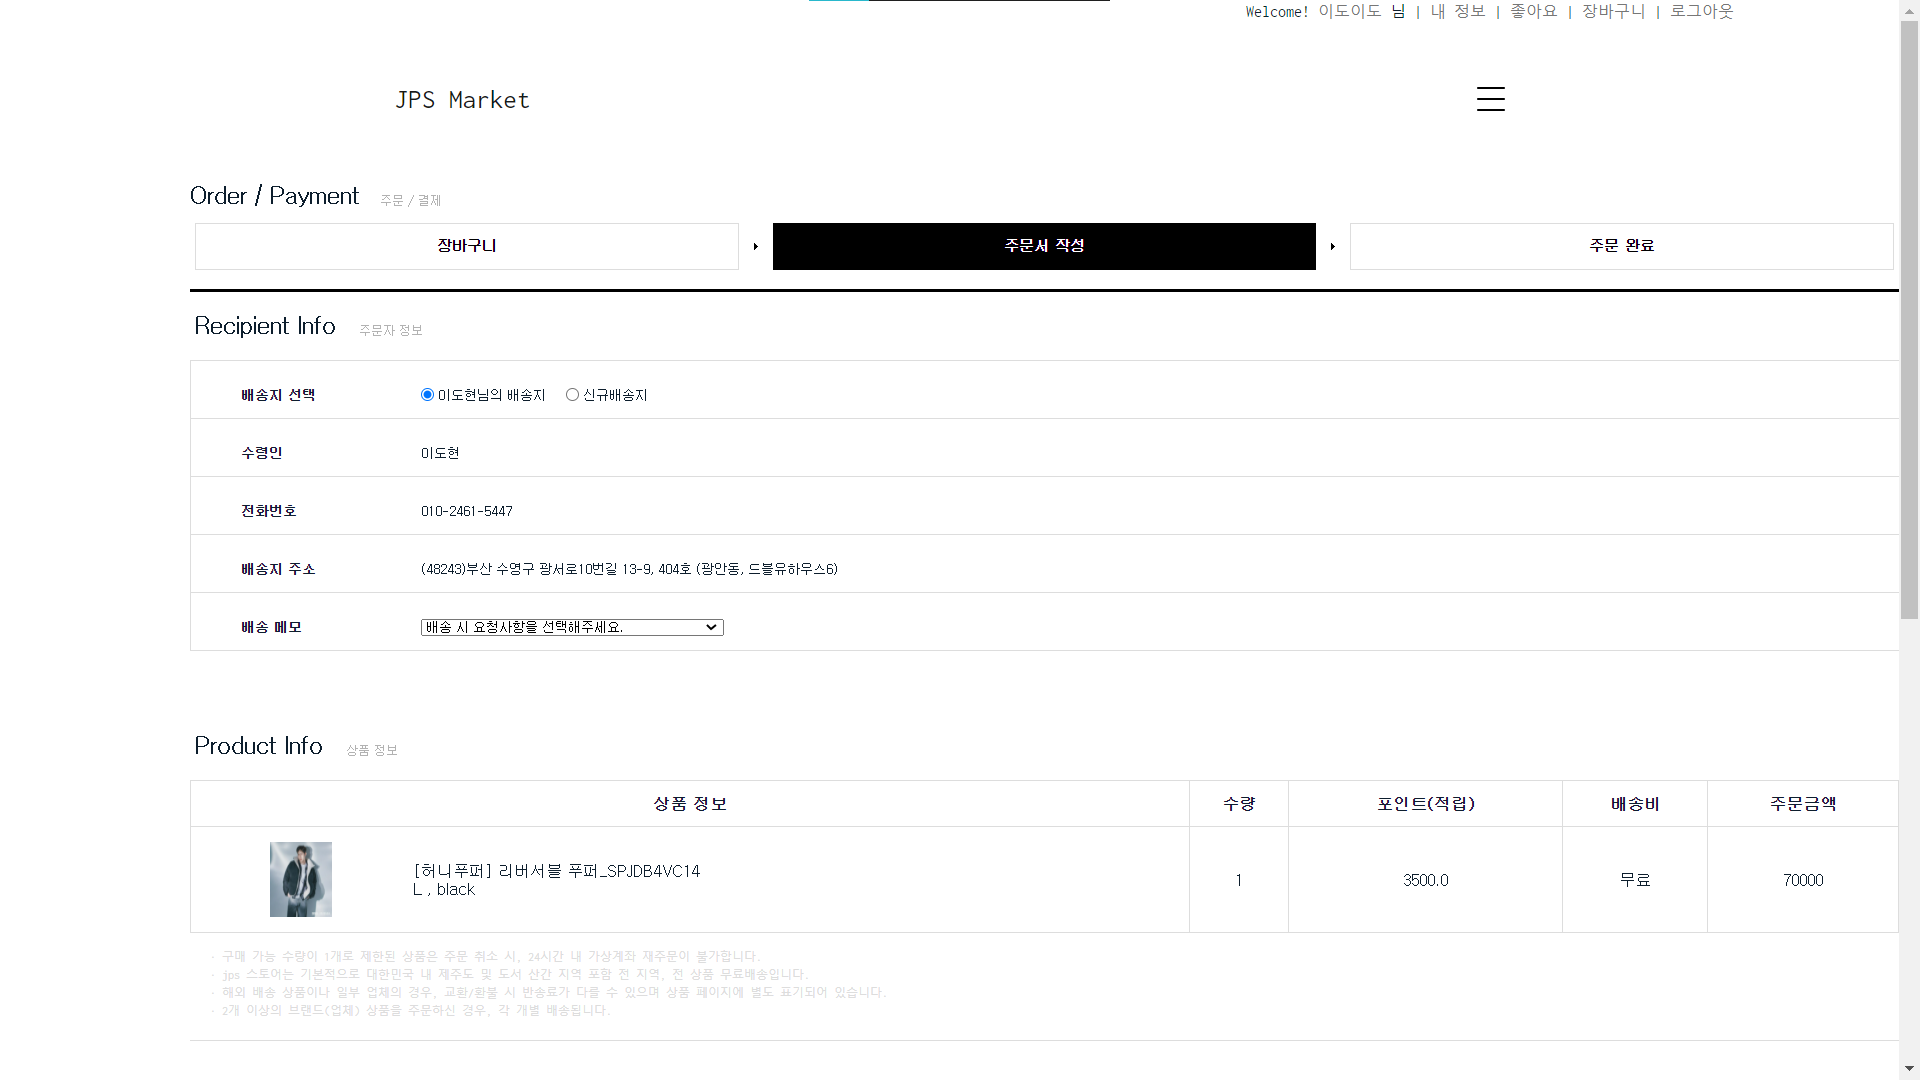 Welcome! 이도이도 님 | 내 정보 | 좋아요 | 장바구니 | 로그아웃
JPS Market
Order / Payment 주문 / 결제
장바구니 주문서 작성 주문 완료
Recipient Info 주문자 정보
배송지 선택 이도현님의 배송지 신규배송지
수령인 이도현
전화번호 010-2461-5447
배송지 주소 (48243)부산 수영구 광서로10번길 13-9, 404호 (광안동, 드블유하우스6)
배송 메모 배송 시 요청사항을 선택해주세요.
Product Info 상품 정보
상품 정보 수량 포인트(적립) 배송비 주문금액
[허니푸퍼] 리버서블 푸퍼_SPJDB4VC14
L , black
1 3500.0 무료 70000
· 구매 가능 수량이 1개로 제한된 상품은 주문 취소 시, 24시간 내 가상계좌 재주문이 불가합니다.
· jps 스토어는 기본적으로 대한민국 내 제주도 및 도서 산간 지역 포함 전 지역, 전 상품 무료배송입니다.
· 해외 배송 상품이나 일부 업체의 경우, 교환/환불 시 반송료가 다를 수 있으며 상품 페이지에 별도 표기되어 있습니다.
· 2개 이상의 브랜드(업체) 상품을 주문하신 경우, 각 개별 배송됩니다.